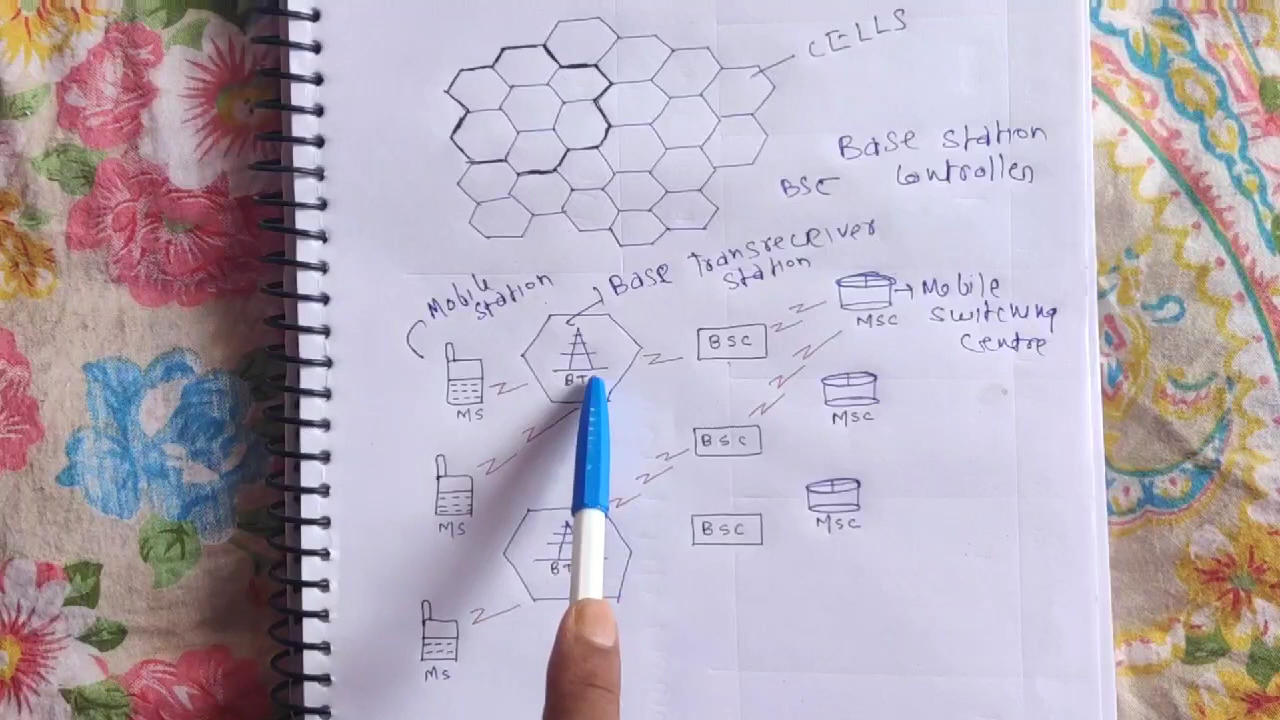 CELLS
Base Station
Controller
BSC
Mobile
Station
Base Transreceiver
Station
Mobile
Switching
Centre
MSC
BSC
MS
MSC
BSC
MS
MSC
BSC
MS